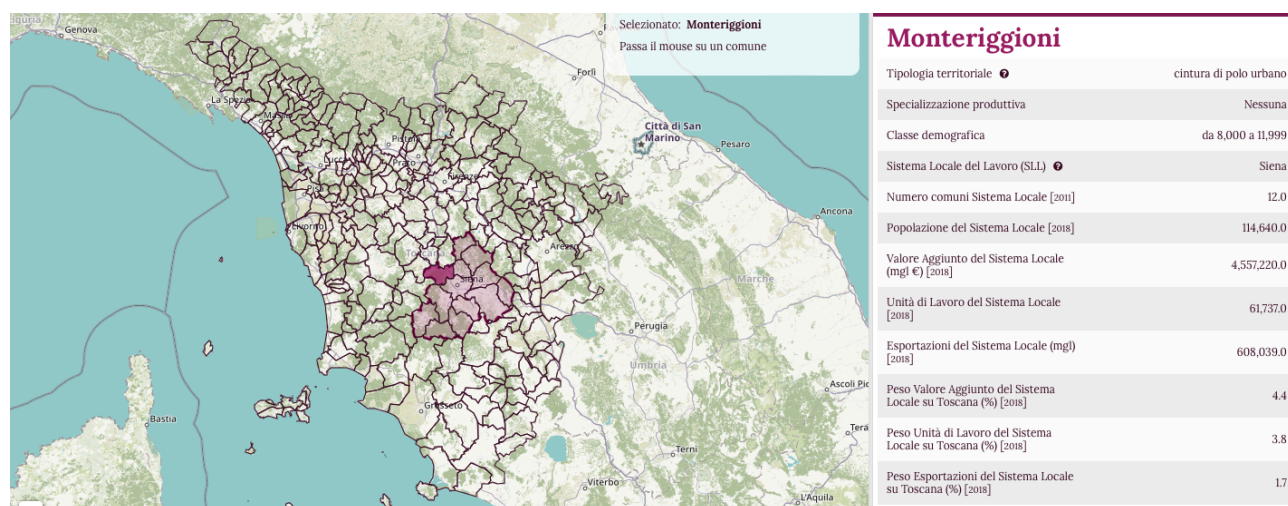 Selezionato: Monteriggioni
Passa il mouse su un comune
Genova
Forlì
La Spezia
Città di San
Marino
Pesaro
Pistoia
Lucca
Prato
Firenze
Pisa
Ancona
Livorno
Arezzo
Toscana
Siena
Marche
Perugia
Umbria
Ascoli Pic
Grosseto
Bastia
Tera
Terni
Viterbo
L'Aquila
Monteriggioni
Tipologia territoriale ? cintura di polo urbano
Specializzazione produttiva Nessuna
Classe demografica da 8,000 a 11,999
Sistema Locale del Lavoro (SLL) ? Siena
Numero comuni Sistema Locale [2011] 12.0
Popolazione del Sistema Locale [2018] 114,640.0
Valore Aggiunto del Sistema Locale
(mgl €) [2018] 4,557,220.0
Unità di Lavoro del Sistema Locale
[2018] 61,737.0
Esportazioni del Sistema Locale (mgl)
[2018] 608,039.0
Peso Valore Aggiunto del Sistema
Locale su Toscana (%) [2018] 4.4
Peso Unità di Lavoro del Sistema
Locale su Toscana (%) [2018] 3.8
Peso Esportazioni del Sistema Locale
su Toscana (%) [2018] 1.7